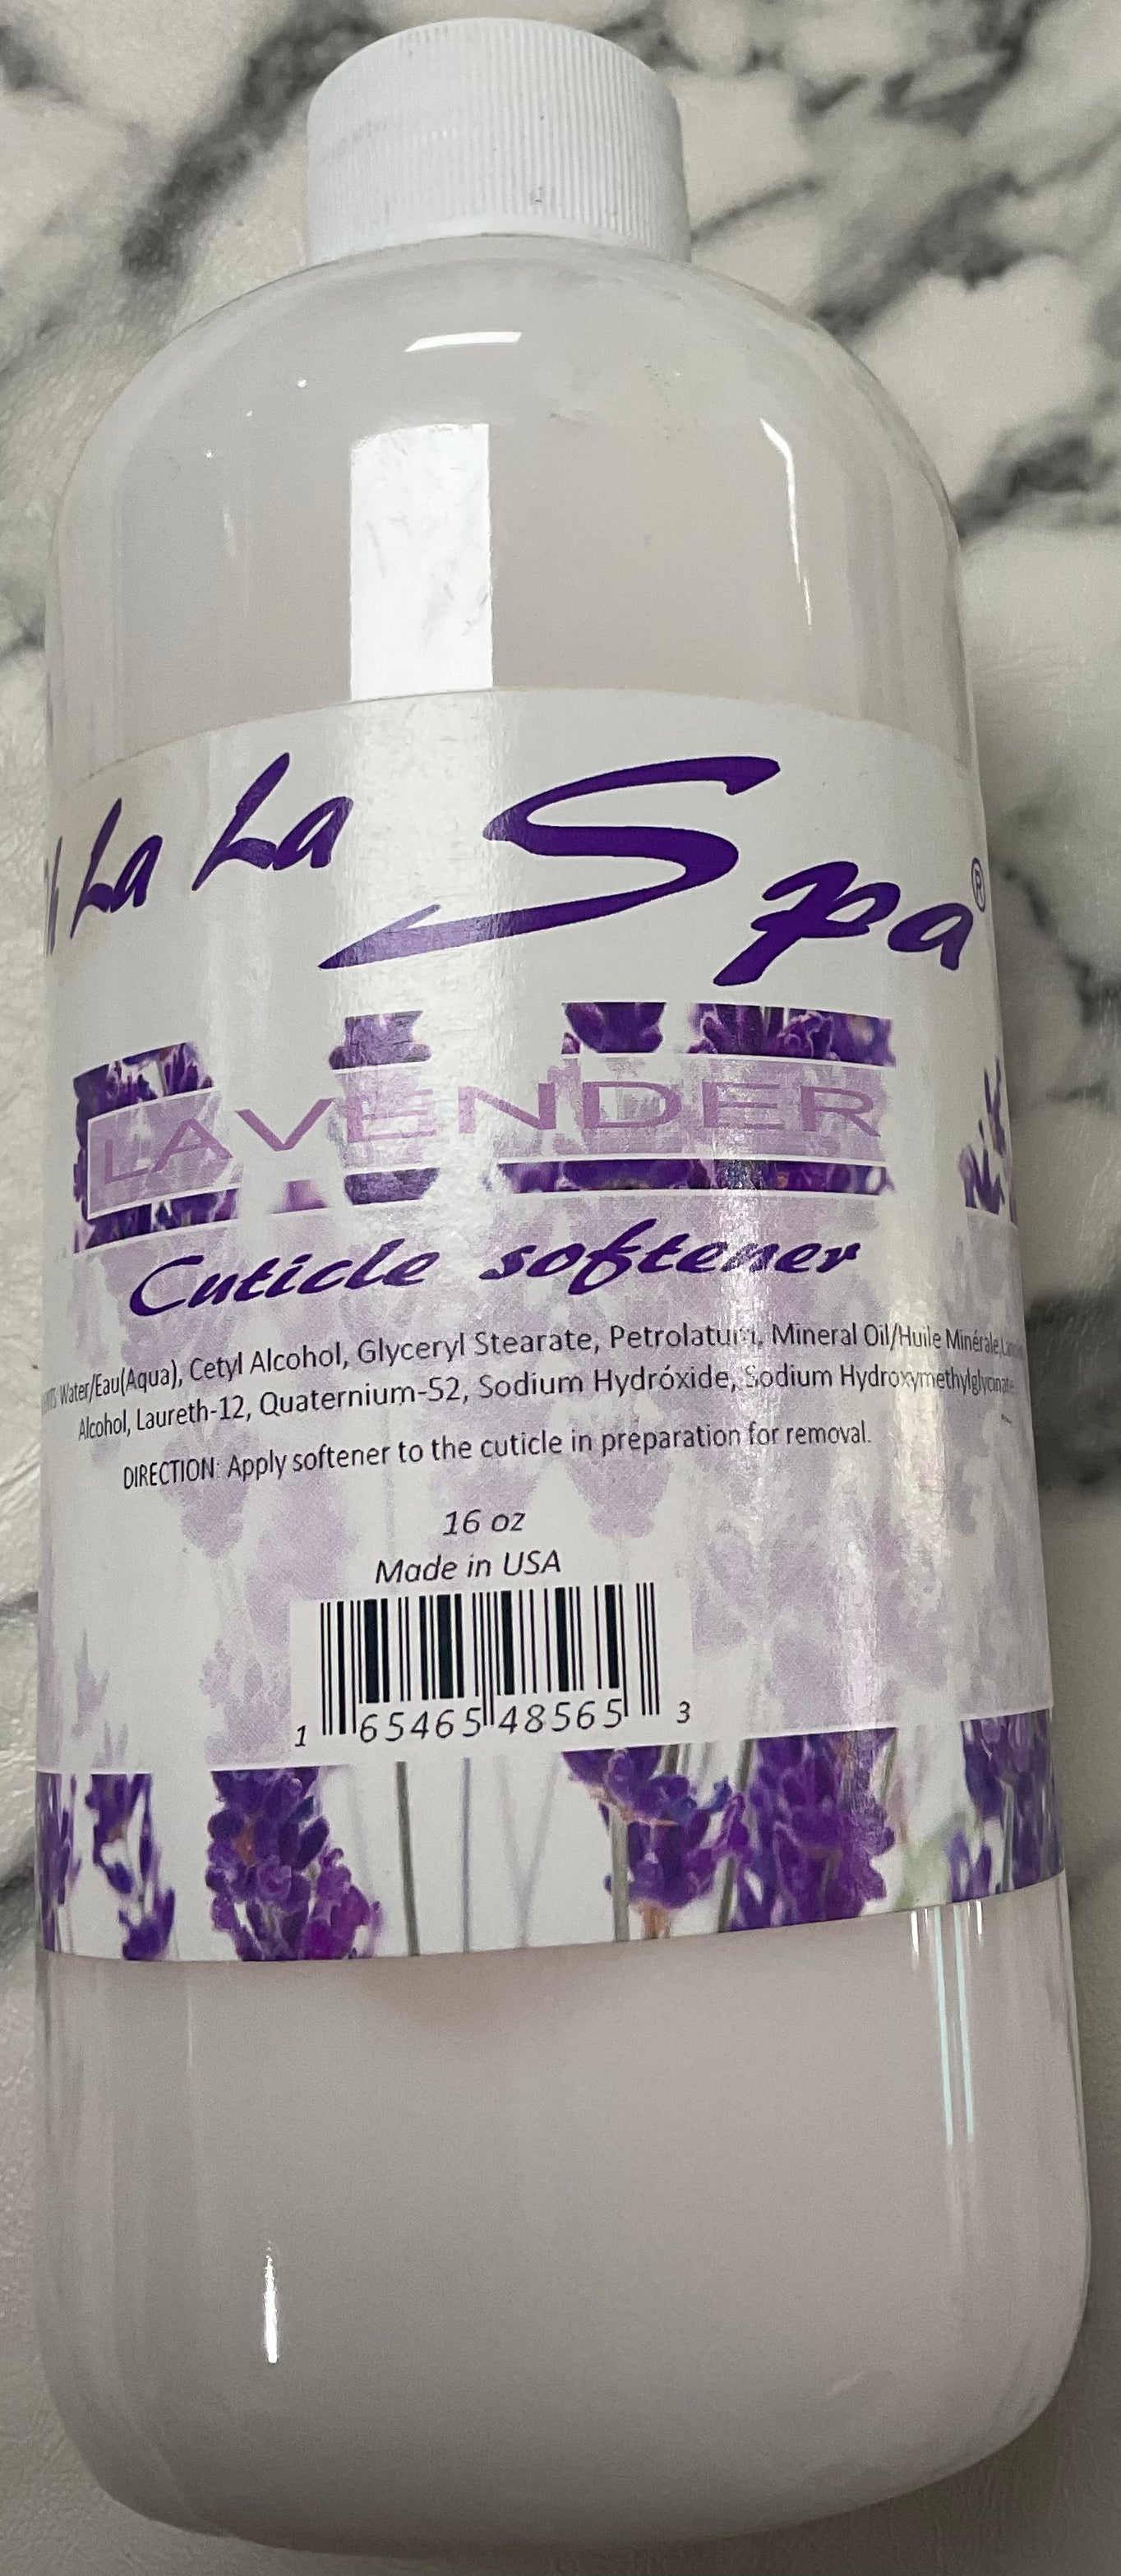 La La Spa®
LAVENDER
Cuticle softener
Water/Eau(Aqua), Cetyl Alcohol, Glyceryl Stearate, Petrolatum, Mineral Oil/Huile Minérale,
Alcohol, Laureth-12, Quaternium-52, Sodium Hydróxide, Sodium Hydroxymethylglycinate
DIRECTION: Apply softener to the cuticle in preparation for removal.
16 oz
Made in USA
1 65465 48565 3